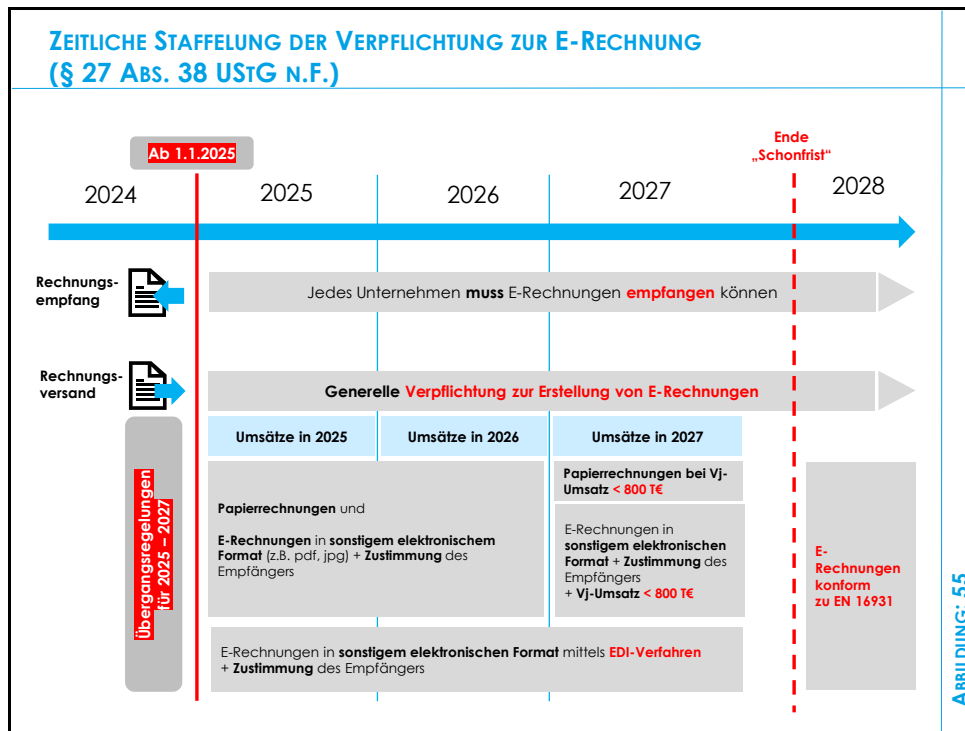 ZEITLICHE STAFFELUNG DER VERPFLICHTUNG ZUR E-RECHNUNG
(§ 27 ABS. 38 USTG N.F.)
Ab 1.1.2025
Ende
„Schonfrist“
2024
2025
2026
2027
2028
Rechnungs-
empfang
Jedes Unternehmen muss E-Rechnungen empfangen können
Rechnungs-
versand
Generelle Verpflichtung zur Erstellung von E-Rechnungen
Übergangsregelungen
für 2025 – 2027
Umsätze in 2025
Umsätze in 2026
Umsätze in 2027
Papierrechnungen und
E-Rechnungen in sonstigem elektronischem
Format (z.B. pdf, jpg) + Zustimmung des
Empfängers
Papierrechnungen bei Vj-
Umsatz < 800 T€
E-Rechnungen in
sonstigem elektronischen
Format + Zustimmung des
Empfängers
+ Vj-Umsatz < 800 T€
E-Rechnungen in sonstigem elektronischen Format mittels EDI-Verfahren
+ Zustimmung des Empfängers
E-
Rechnungen
konform
zu EN 16931
ABBILDUNG: 55